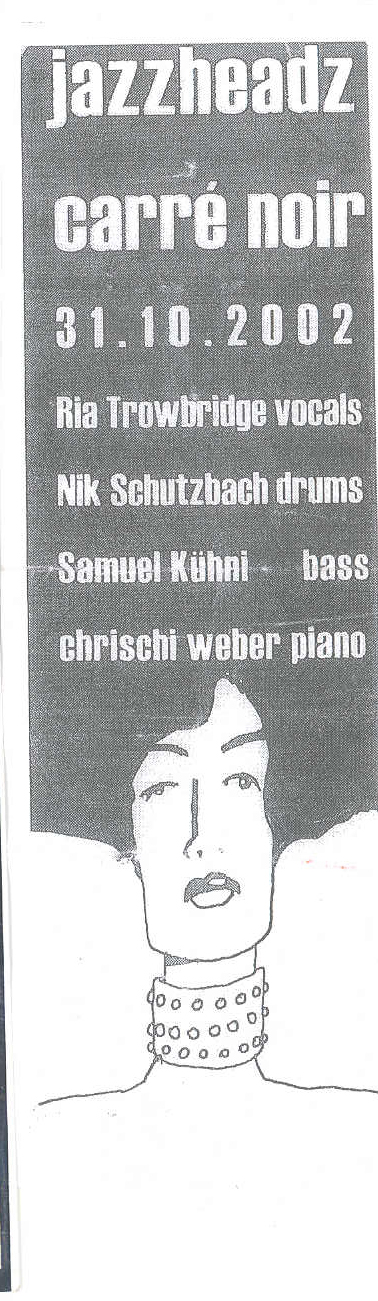 jazzheadz
carré noir
31.10.2002
Ria Trowbridge vocals
Nik Schutzbach drums
Samuel Kühni bass
chrischi weber piano